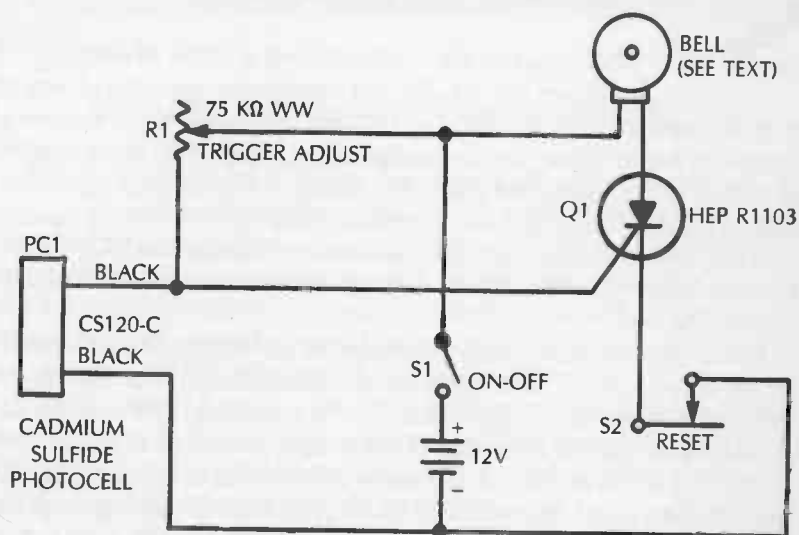 BELL
(SEE TEXT)
75 KΩ WW
R1
TRIGGER ADJUST
Q1
HEP R1103
PC1
BLACK
CS120-C
BLACK
S1
ON-OFF
CADMIUM
SULFIDE
PHOTOCELL
+
12V
−
S2
RESET